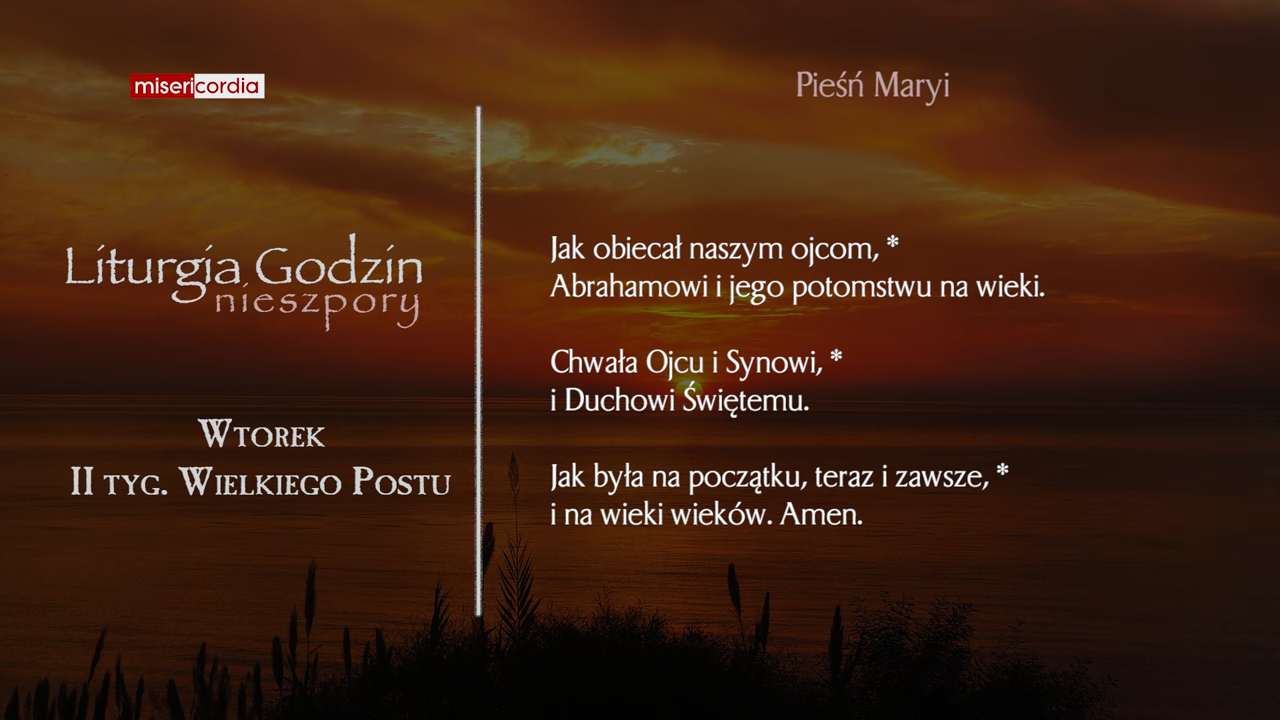 misericordia
Liturgia Godzin
nieszpory
Wtorek
II tyg. Wielkiego Postu
Pieśń Maryi
Jak obiecał naszym ojcom, *
Abrahamowi i jego potomstwu na wieki.
Chwała Ojcu i Synowi, *
i Duchowi Świętemu.
Jak była na początku, teraz i zawsze, *
i na wieki wieków. Amen.